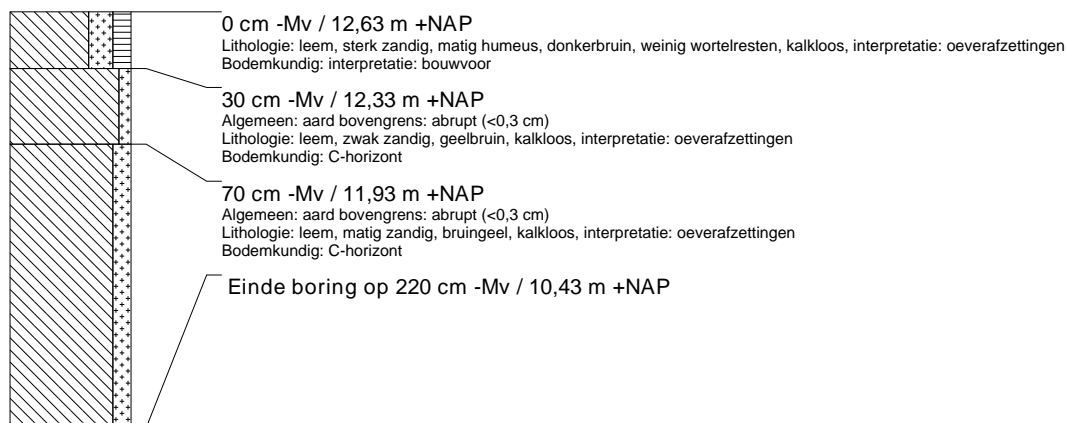 0 cm -Mv / 12,63 m +NAP
Lithologie: leem, sterk zandig, matig humeus, donkerbruin, weinig wortelresten, kalkloos, interpretatie: oeverafzettingen
Bodemkundig: interpretatie: bouwvoor
30 cm -Mv / 12,33 m +NAP
Algemeen: aard bovengrens: abrupt (<0,3 cm)
Lithologie: leem, zwak zandig, geelbruin, kalkloos, interpretatie: oeverafzettingen
Bodemkundig: C-horizont
70 cm -Mv / 11,93 m +NAP
Algemeen: aard bovengrens: abrupt (<0,3 cm)
Lithologie: leem, matig zandig, bruingeel, kalkloos, interpretatie: oeverafzettingen
Bodemkundig: C-horizont
Einde boring op 220 cm -Mv / 10,43 m +NAP